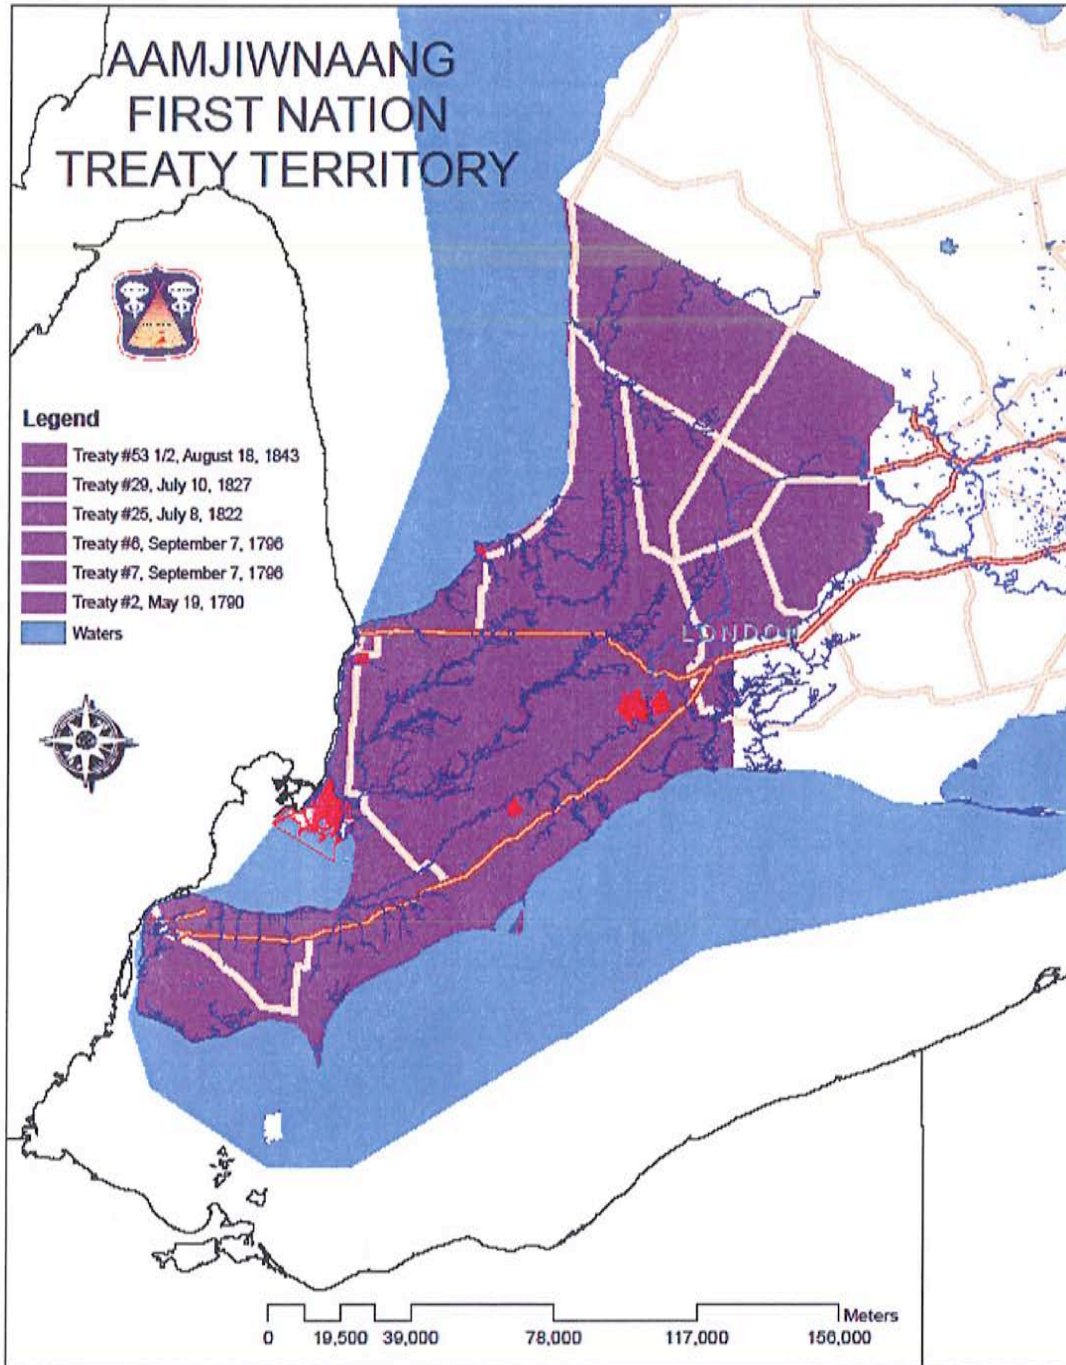 AAMJIWNAANG
FIRST NATION
TREATY TERRITORY
Legend
Treaty #53 1/2, August 18, 1843
Treaty #29, July 10, 1827
Treaty #25, July 8, 1822
Treaty #6, September 7, 1796
Treaty #7, September 7, 1796
Treaty #2, May 19, 1790
Waters
LONDON
Meters
0 19,500 39,000 78,000 117,000 156,000